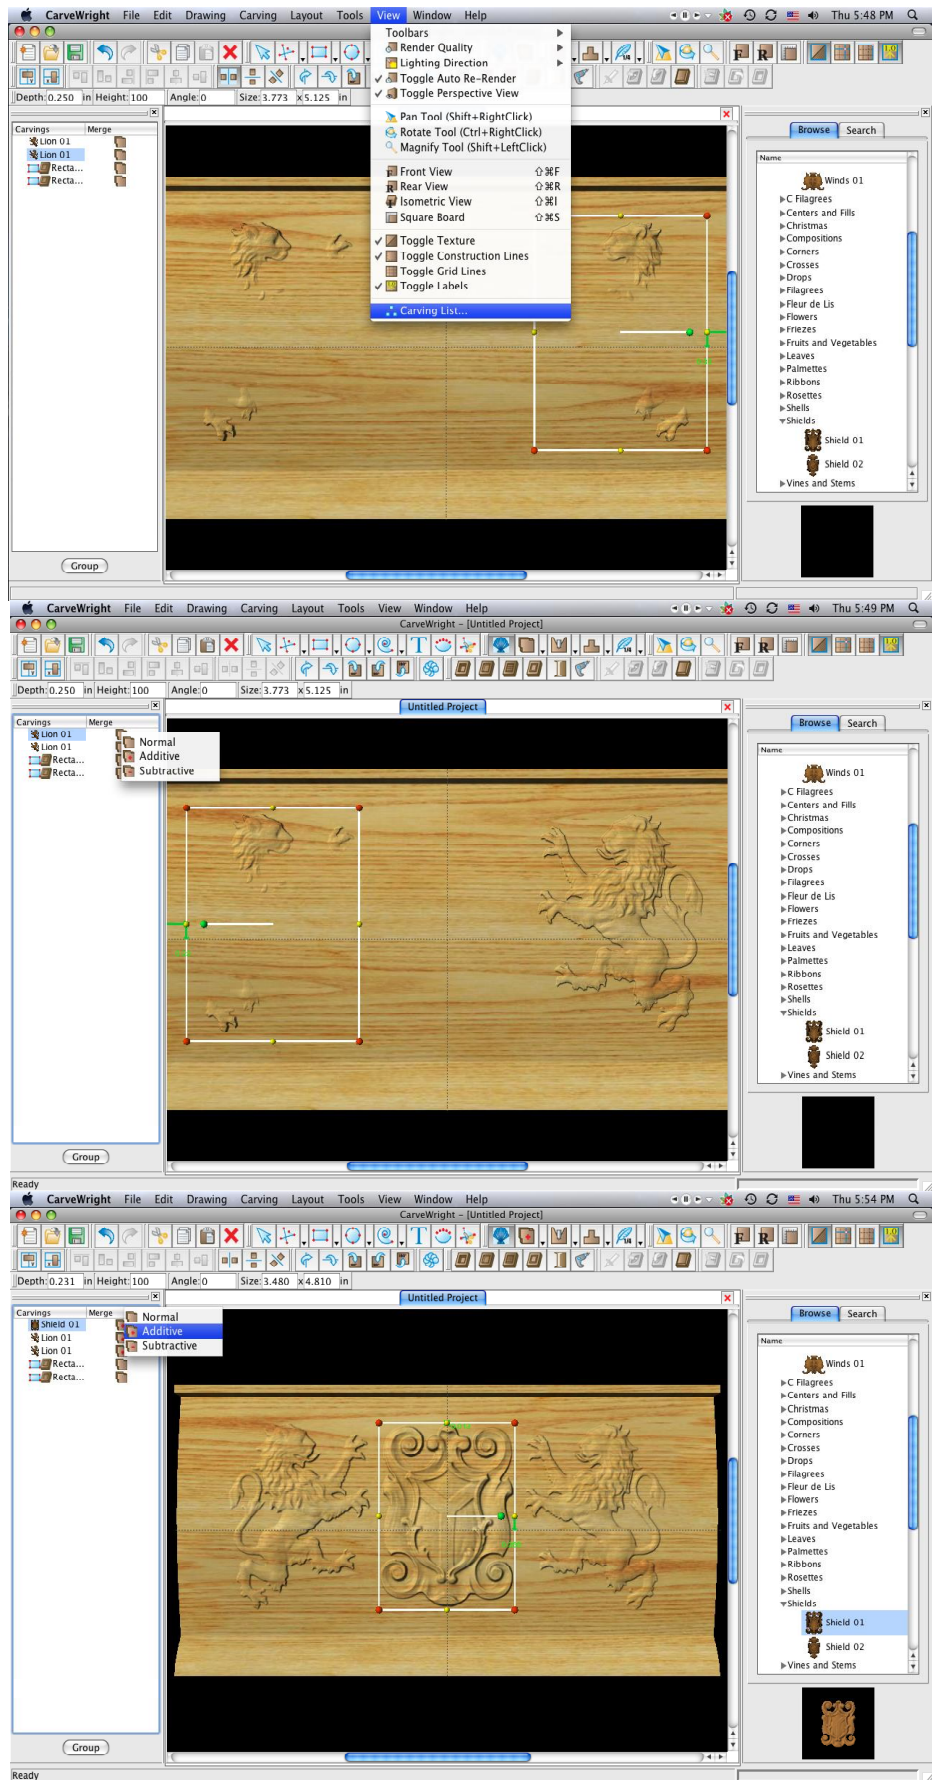 CarveWright File Edit Drawing Carving Layout Tools View Window Help Thu 5:48 PM
Depth: 0.250 in Height: 100 Angle: 0 Size: 3.773 x 5.125 in
Carvings Merge
Lion 01
Lion 01
Recta...
Recta...
Group
Toolbars
Render Quality
Lighting Direction
Toggle Auto Re-Render
Toggle Perspective View
Pan Tool (Shift+RightClick)
Rotate Tool (Ctrl+RightClick)
Magnify Tool (Shift+LeftClick)
Front View ⇧⌘F
Rear View ⇧⌘R
Isometric View ⇧⌘I
Square Board ⇧⌘S
Toggle Texture
Toggle Construction Lines
Toggle Grid Lines
Toggle Labels
Carving List...
Browse Search
Name
Winds 01
C Filagrees
Centers and Fills
Christmas
Compositions
Corners
Crosses
Drops
Filagrees
Fleur de Lis
Flowers
Friezes
Fruits and Vegetables
Leaves
Palmettes
Ribbons
Rosettes
Shells
Shields
Shield 01
Shield 02
Vines and Stems
CarveWright File Edit Drawing Carving Layout Tools View Window Help Thu 5:49 PM
CarveWright - [Untitled Project]
Depth: 0.250 in Height: 100 Angle: 0 Size: 3.773 x 5.125 in
Untitled Project
Carvings Merge
Lion 01
Lion 01
Recta...
Recta...
Normal
Additive
Subtractive
Group
Ready
Browse Search
Name
Winds 01
C Filagrees
Centers and Fills
Christmas
Compositions
Corners
Crosses
Drops
Filagrees
Fleur de Lis
Flowers
Friezes
Fruits and Vegetables
Leaves
Palmettes
Ribbons
Rosettes
Shells
Shields
Shield 01
Shield 02
Vines and Stems
CarveWright File Edit Drawing Carving Layout Tools View Window Help Thu 5:54 PM
CarveWright - [Untitled Project]
Depth: 0.231 in Height: 100 Angle: 0 Size: 3.480 x 4.810 in
Untitled Project
Carvings Merge
Shield 01
Lion 01
Lion 01
Recta...
Recta...
Normal
Additive
Subtractive
Group
Ready
Browse Search
Name
Winds 01
C Filagrees
Centers and Fills
Christmas
Compositions
Corners
Crosses
Drops
Filagrees
Fleur de Lis
Flowers
Friezes
Fruits and Vegetables
Leaves
Palmettes
Ribbons
Rosettes
Shells
Shields
Shield 01
Shield 02
Vines and Stems